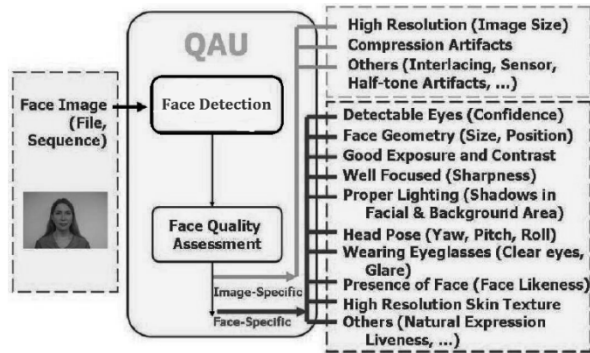 Face Image
(File,
Sequence)
QAU
Face Detection
Face Quality
Assessment
Image-Specific
Face-Specific
High Resolution (Image Size)
Compression Artifacts
Others (Interlacing, Sensor,
Half-tone Artifacts, ...)
Detectable Eyes (Confidence)
Face Geometry (Size, Position)
Good Exposure and Contrast
Well Focused (Sharpness)
Proper Lighting (Shadows in
Facial & Background Area)
Head Pose (Yaw, Pitch, Roll)
Wearing Eyeglasses (Clear eyes,
Glare)
Presence of Face (Face Likeness)
High Resolution Skin Texture
Others (Natural Expression
Liveness, ...)